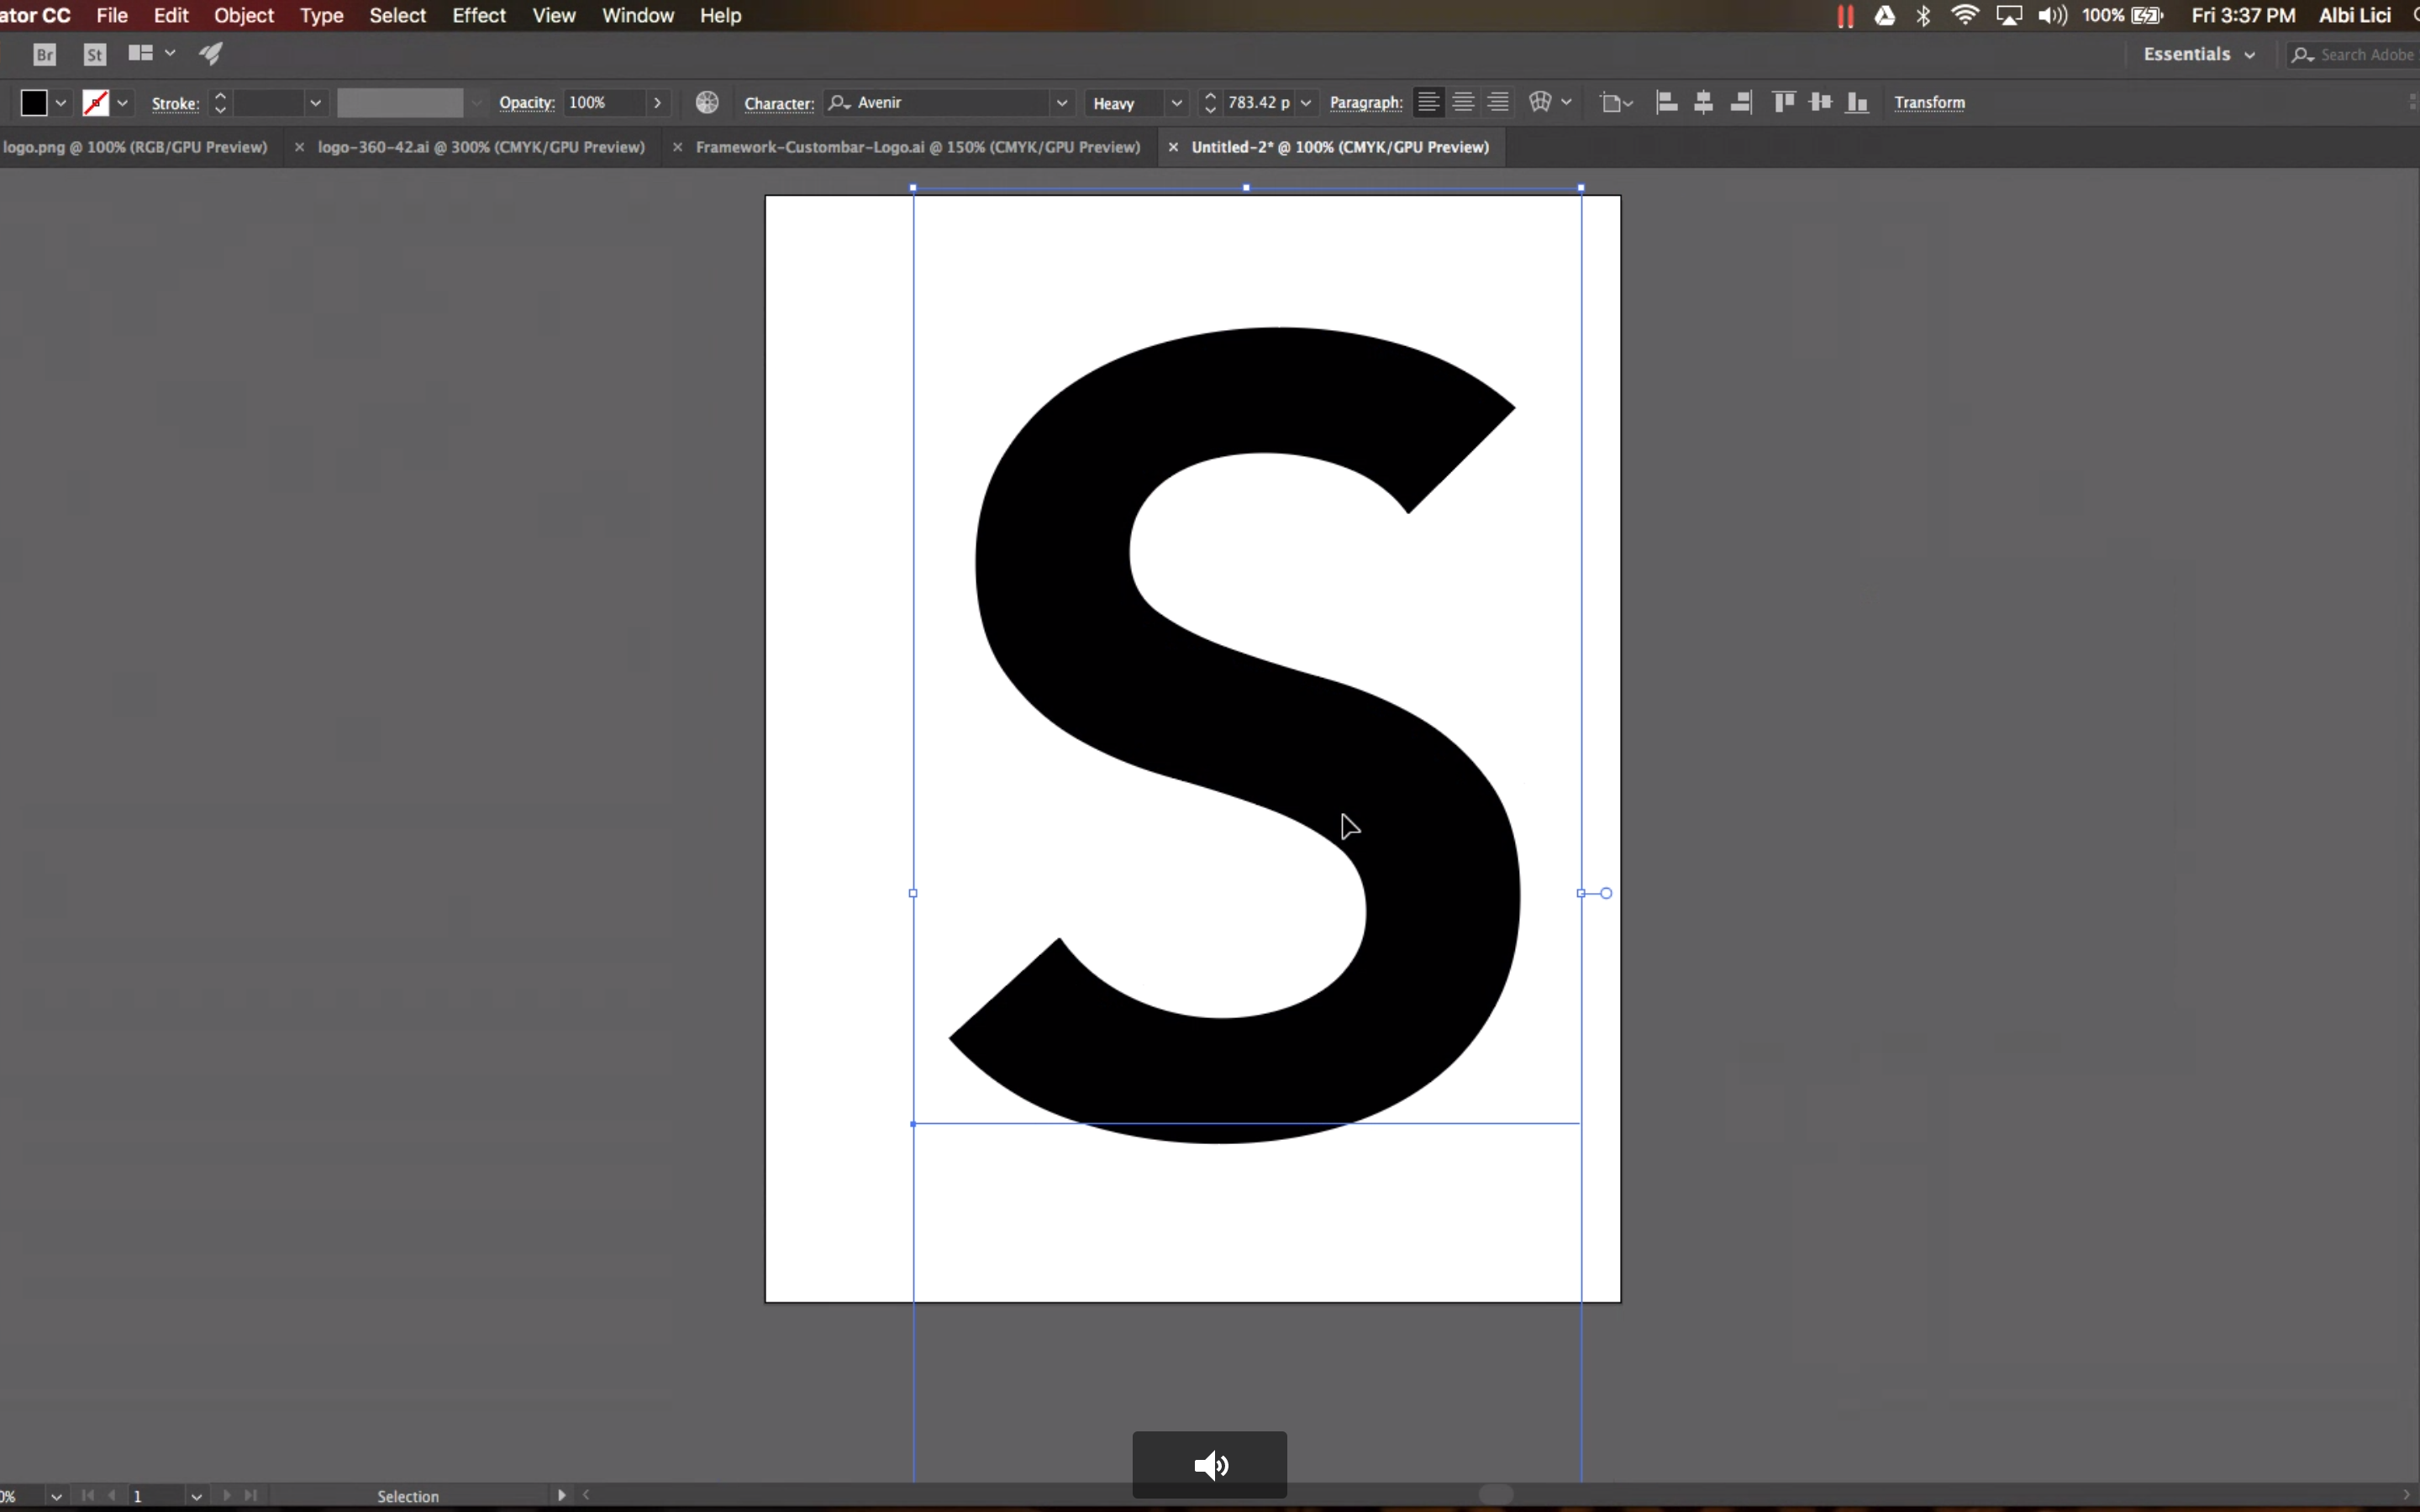 ator CC File Edit Object Type Select Effect View Window Help 100% Fri 3:37 PM Albi Lici
Br St Essentials Search Adobe
Stroke: Opacity: 100% Character: Avenir Heavy 783.42 p Paragraph: Transform
logo.png @ 100% (RGB/GPU Preview) × logo-360-42.ai @ 300% (CMYK/GPU Preview) × Framework-Custombar-Logo.ai @ 150% (CMYK/GPU Preview) × Untitled-2* @ 100% (CMYK/GPU Preview)
S
0% 1 Selection